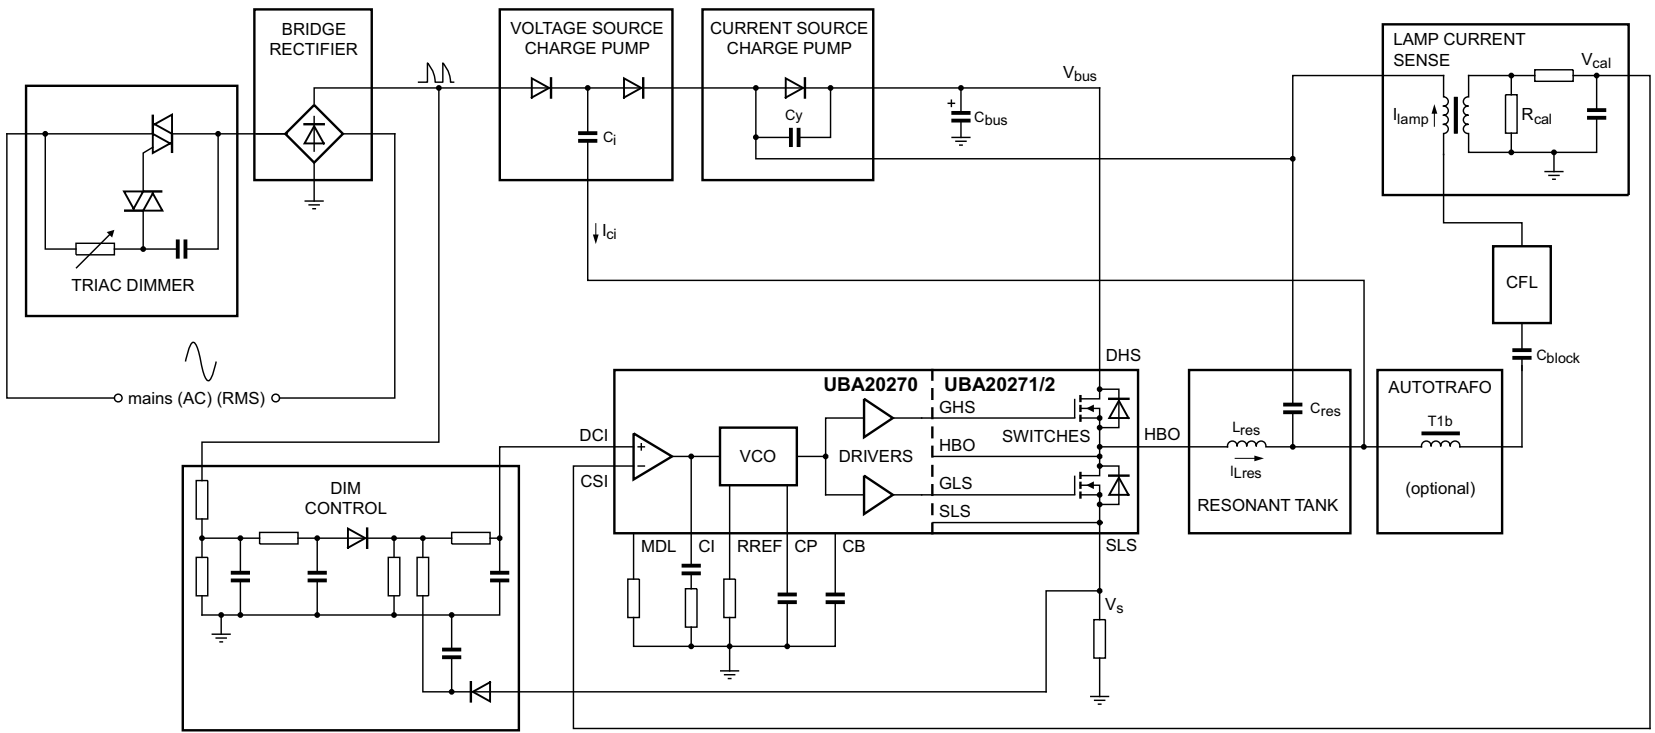 BRIDGE
RECTIFIER
VOLTAGE SOURCE
CHARGE PUMP
CURRENT SOURCE
CHARGE PUMP
LAMP CURRENT
SENSE
Vcal
Vbus
Cy
+
Cbus
Ci
Ilamp
Rcal
Ici
TRIAC DIMMER
CFL
mains (AC) (RMS)
Cblock
DHS
UBA20270
UBA20271/2
AUTOTRAFO
GHS
Cres
T1b
DCI
+
VCO
DRIVERS
SWITCHES
HBO
Lres
HBO
CSI
−
ILres
GLS
DIM
CONTROL
(optional)
RESONANT TANK
SLS
MDL
CI
RREF
CP
CB
SLS
Vs